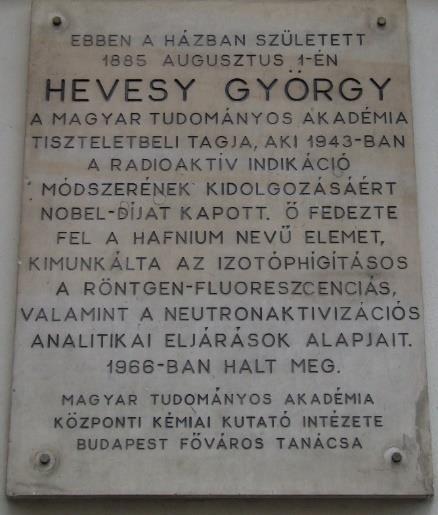 EBBEN A HÁZBAN SZÜLETETT
1885 AUGUSZTUS 1-ÉN
HEVESY GYÖRGY
A MAGYAR TUDOMÁNYOS AKADÉMIA
TISZTELETBELI TAGJA, AKI 1943-BAN
A RADIOAKTÍV INDIKÁCIÓ
MÓDSZERÉNEK KIDOLGOZÁSÁÉRT
NOBEL-DÍJAT KAPOTT. Ő FEDEZTE
FEL A HAFNIUM NEVŰ ELEMET,
KIMUNKÁLTA AZ IZOTÓPHÍGÍTÁSOS
A RÖNTGEN-FLUORESZCENCIÁS,
VALAMINT A NEUTRONAKTIVIZÁCIÓS
ANALITIKAI ELJÁRÁSOK ALAPJAIT.
1966-BAN HALT MEG.
MAGYAR TUDOMÁNYOS AKADÉMIA
KÖZPONTI KÉMIAI KUTATÓ INTÉZETE
BUDAPEST FŐVÁROS TANÁCSA